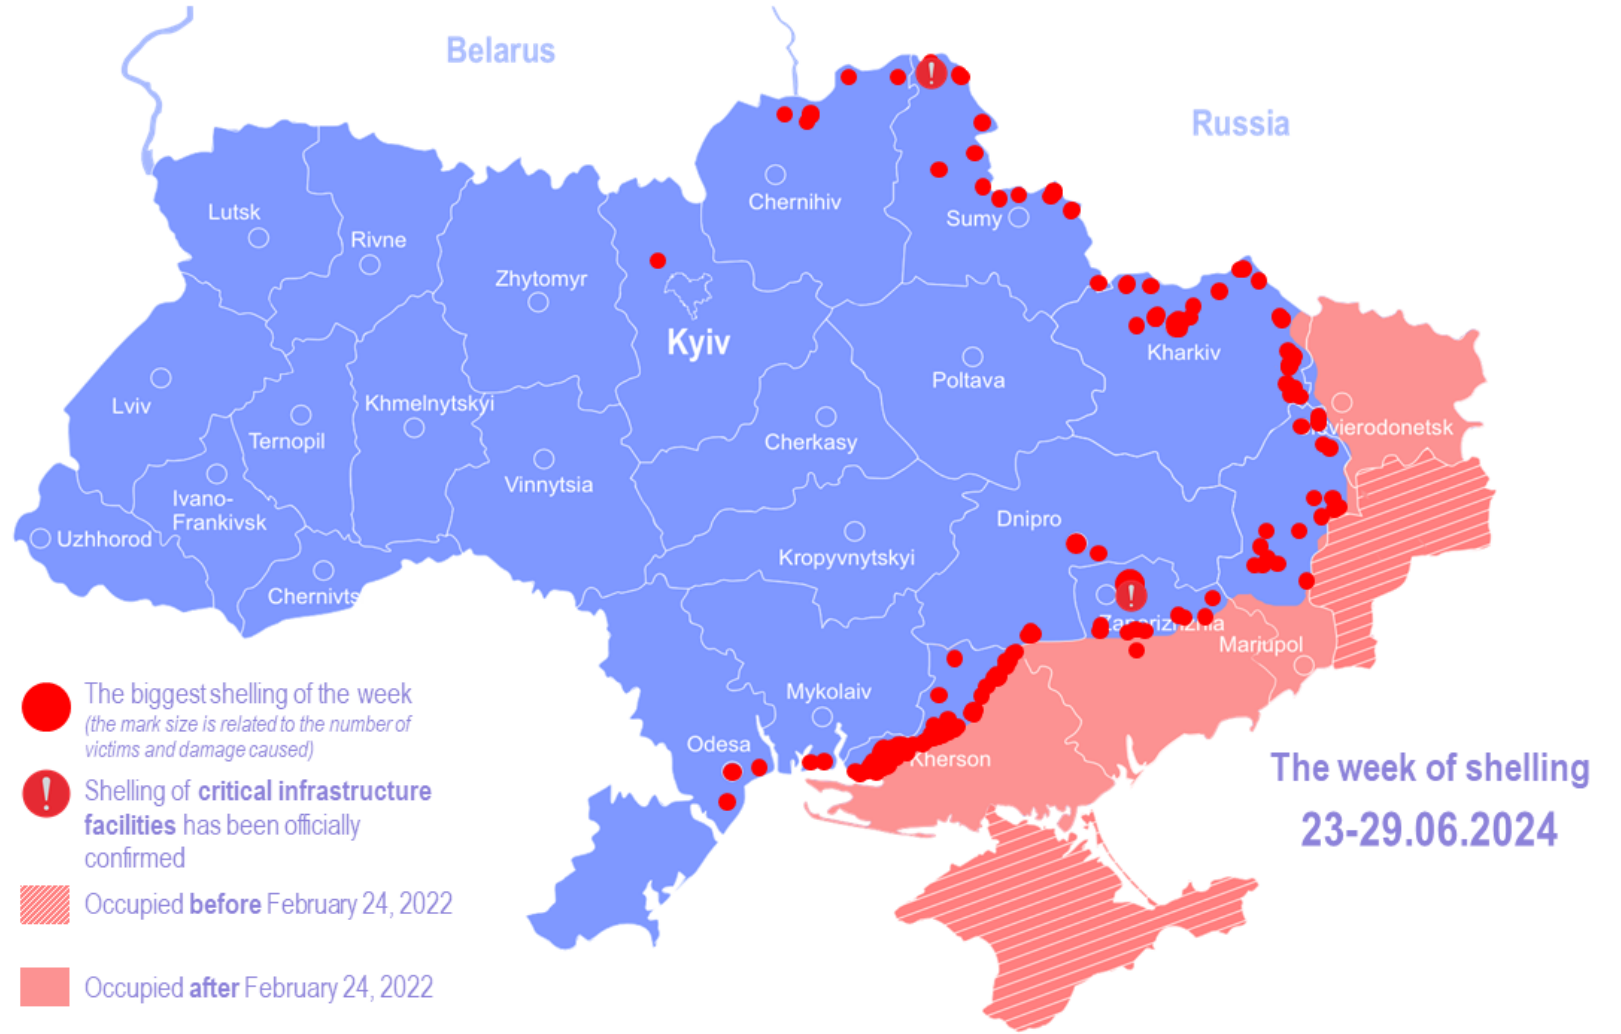 Belarus
Russia
Chernihiv
Lutsk
Sumy
Rivne
Zhytomyr
Kyiv
Kharkiv
Poltava
Lviv
Khmelnytskyi
Ternopil
Cherkasy
Vinnytsia
Ivano-
Frankivsk
Uzhhorod
Dnipro
Kropyvnytskyi
Chernivts
Zaporizhzhia
Mariupol
Mykolaiv
Odesa
Kherson
The biggest shelling of the week
(the mark size is related to the number of
victims and damage caused)
!
Shelling of critical infrastructure
facilities has been officially
confirmed
Occupied before February 24, 2022
Occupied after February 24, 2022
The week of shelling
23-29.06.2024